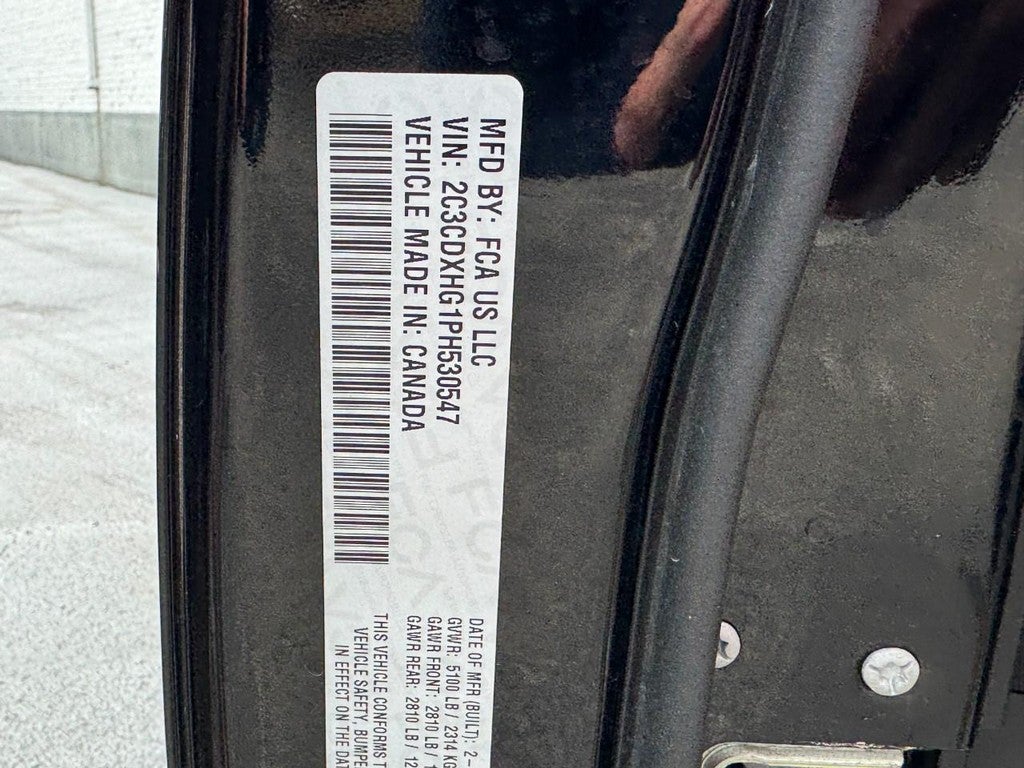 MFD BY: FCA US LLC
VIN: 2C3CDXHG1PH530547
VEHICLE MADE IN: CANADA
DATE OF MFR (BUILT): 2-
GVWR: 5100 LB / 2314 KG
GAWR FRONT: 2810 LB / 1
GAWR REAR: 2810 LB / 12
THIS VEHICLE CONFORMS T
VEHICLE SAFETY, BUMPE
IN EFFECT ON THE DAT